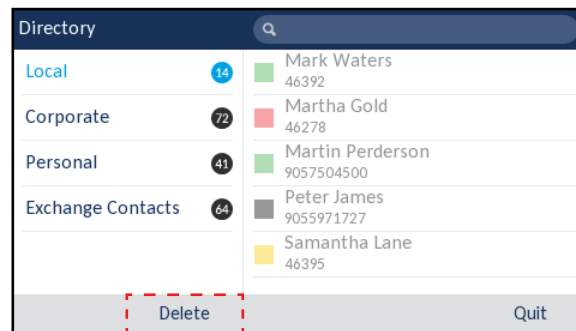 Directory
Local 14
Corporate 72
Personal 41
Exchange Contacts 64
Mark Waters
46392
Martha Gold
46278
Martin Perderson
9057504500
Peter James
9055971727
Samantha Lane
46395
Delete
Quit